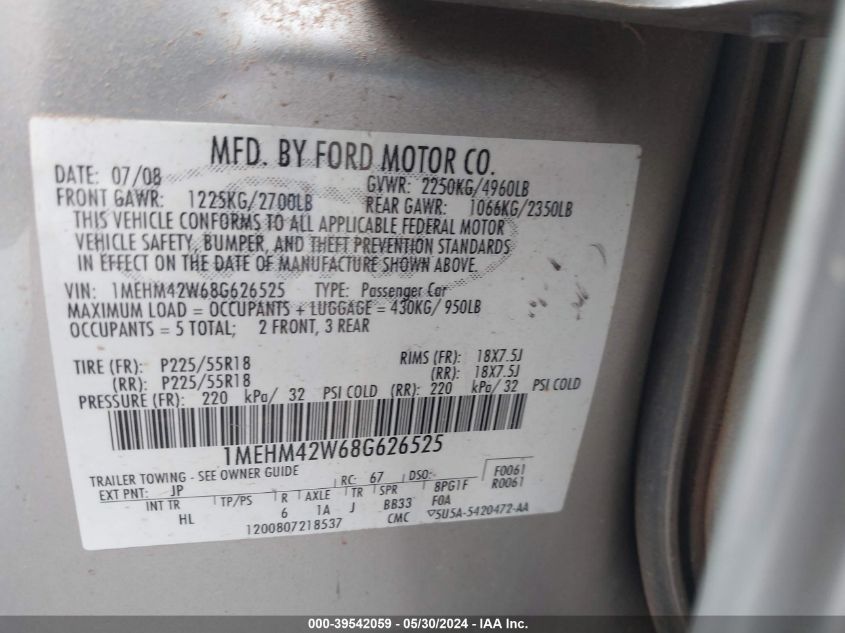 MFD. BY FORD MOTOR CO.
DATE: 07/08 GVWR: 2250KG/4960LB
FRONT GAWR: 1225KG/2700LB REAR GAWR: 1066KG/2350LB
THIS VEHICLE CONFORMS TO ALL APPLICABLE FEDERAL MOTOR
VEHICLE SAFETY, BUMPER, AND THEFT PREVENTION STANDARDS
IN EFFECT ON THE DATE OF MANUFACTURE SHOWN ABOVE.
VIN: 1MEHM42W68G626525 TYPE: Passenger Car
MAXIMUM LOAD = OCCUPANTS + LUGGAGE = 430KG/ 950LB
OCCUPANTS = 5 TOTAL; 2 FRONT, 3 REAR
TIRE (FR): P225/55R18 RIMS (FR): 18X7.5J
(RR): P225/55R18 (RR): 18X7.5J
PRESSURE (FR): 220 kPa/ 32 PSI COLD (RR): 220 kPa/ 32 PSI COLD
1MEHM42W68G626525
TRAILER TOWING - SEE OWNER GUIDE
EXT PNT: JP RC: 67 DSO: F0061
R0061
INT TR TP/PS R AXLE TR SPR 8PG1F
HL 6 1A J BB33 F0A
1200807218537 CMC ▽5U5A-5420472-AA
000-39542059 - 05/30/2024 - IAA, Inc.